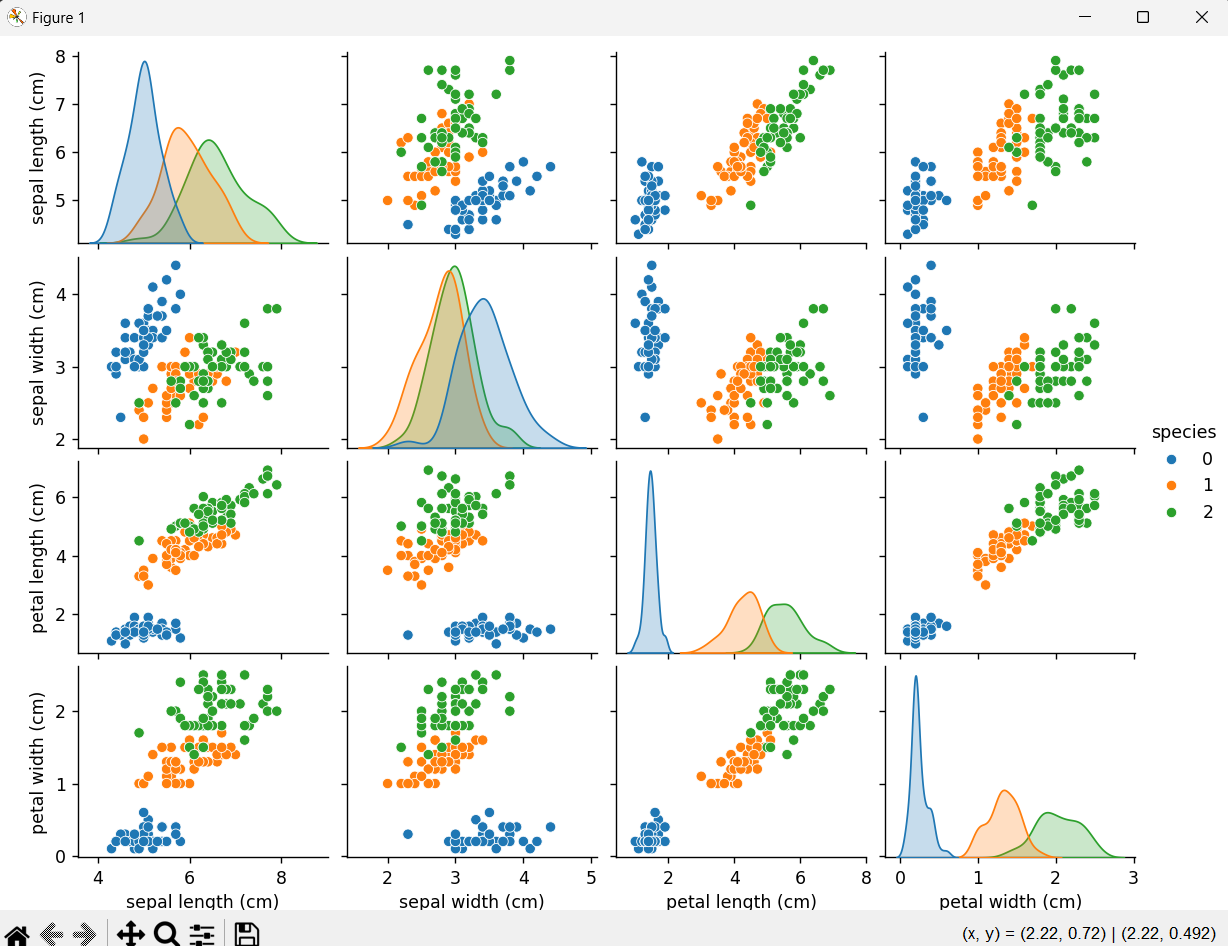 Figure 1
sepal length (cm)
8
7
6
5
sepal width (cm)
4
3
2
species
0
1
2
petal length (cm)
6
4
2
petal width (cm)
2
1
0
4 6 8
2 3 4 5
2 4 6 8
0 1 2 3
sepal length (cm)
sepal width (cm)
petal length (cm)
petal width (cm)
(x, y) = (2.22, 0.72) | (2.22, 0.492)